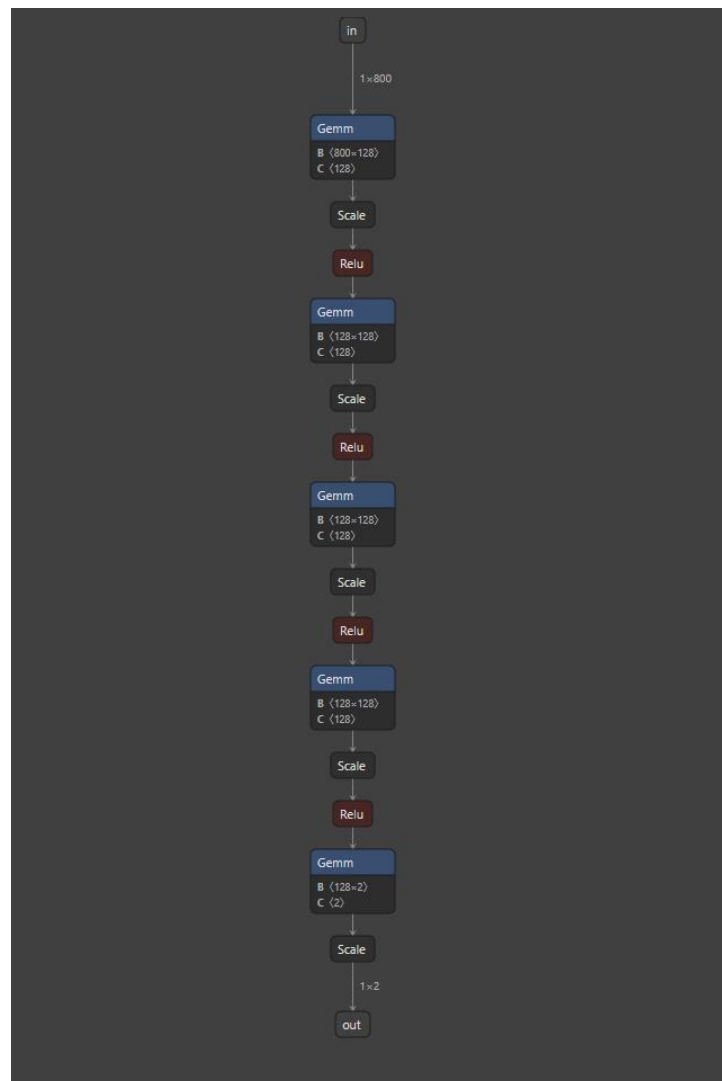 in
1×800
Gemm
B ⟨800×128⟩
C ⟨128⟩
Scale
Relu
Gemm
B ⟨128×128⟩
C ⟨128⟩
Scale
Relu
Gemm
B ⟨128×128⟩
C ⟨128⟩
Scale
Relu
Gemm
B ⟨128×128⟩
C ⟨128⟩
Scale
Relu
Gemm
B ⟨128×2⟩
C ⟨2⟩
Scale
1×2
out